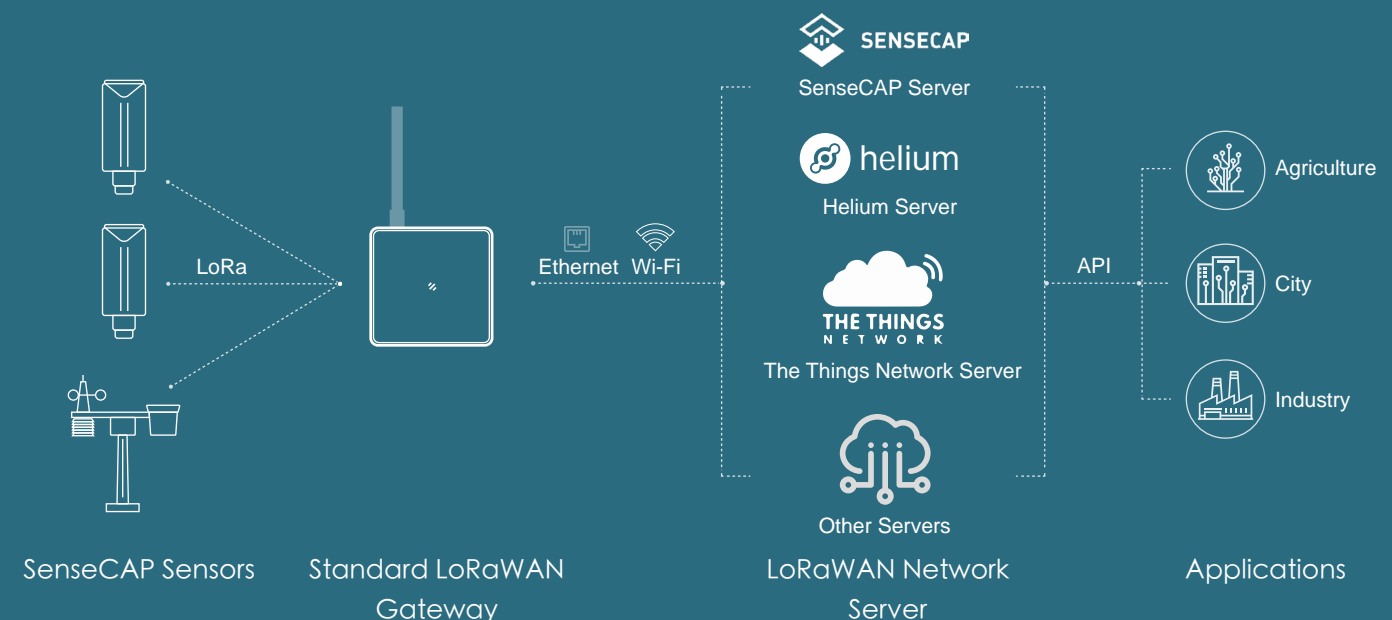 SENSECAP
SenseCAP Server
helium
Helium Server
LoRa
Ethernet Wi-Fi
THE THINGS
NETWORK
The Things Network Server
Other Servers
API
Agriculture
City
Industry
SenseCAP Sensors
Standard LoRaWAN
Gateway
LoRaWAN Network
Server
Applications